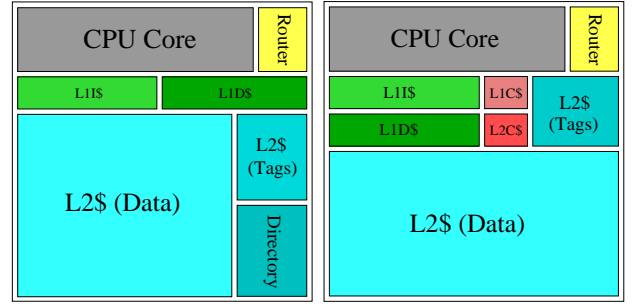 CPU Core
Router
L1I$
L1D$
L2$ (Data)
L2$
(Tags)
Directory
CPU Core
Router
L1I$
L1C$
L1D$
L2C$
L2$
(Tags)
L2$ (Data)